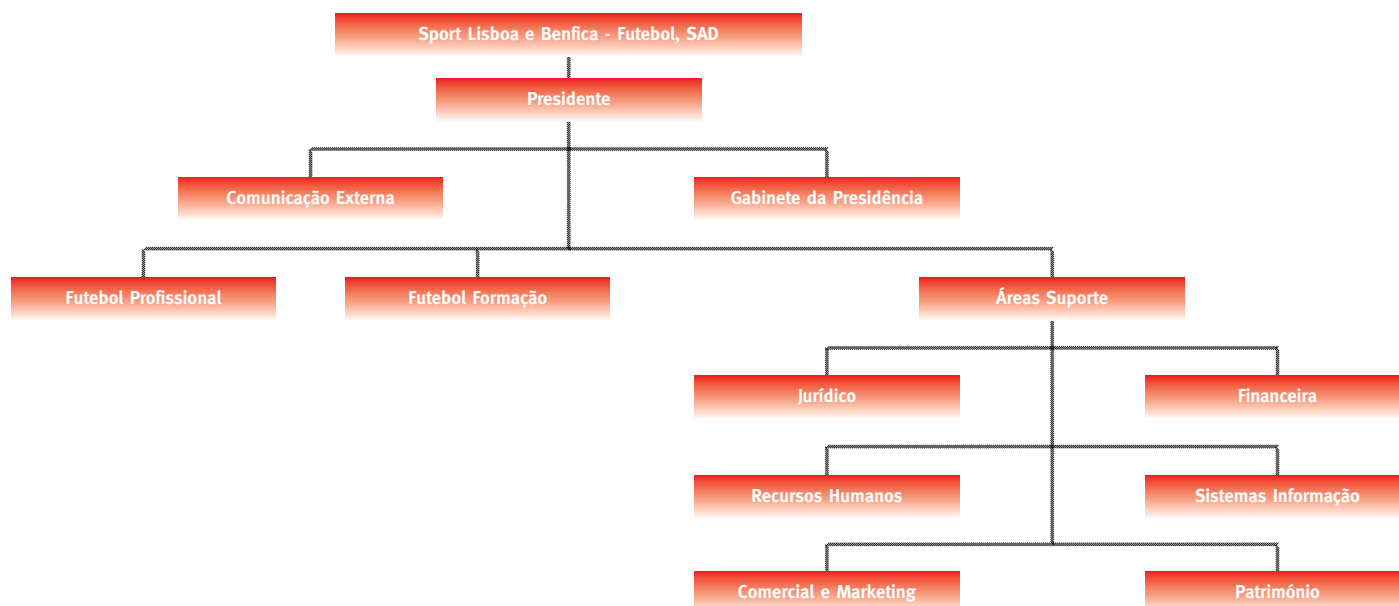 Sport Lisboa e Benfica - Futebol, SAD
Presidente
Comunicação Externa
Gabinete da Presidência
Futebol Profissional
Futebol Formação
Áreas Suporte
Jurídico
Financeira
Recursos Humanos
Sistemas Informação
Comercial e Marketing
Património